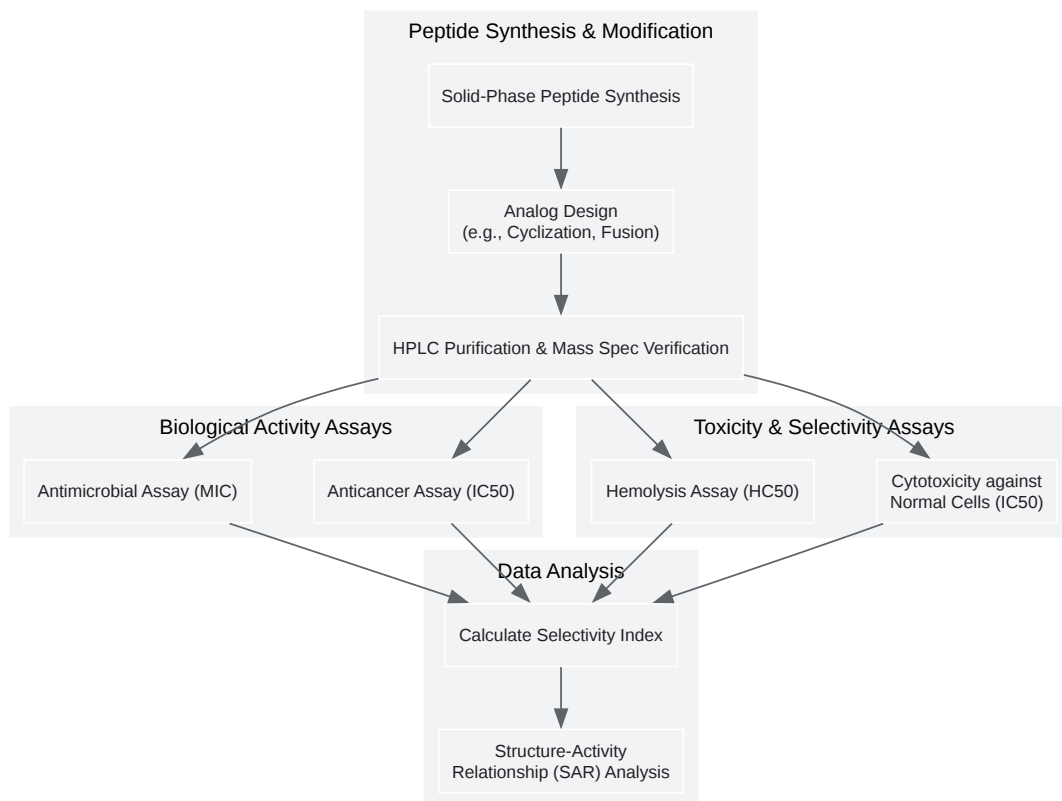 Peptide Synthesis & Modification
Solid-Phase Peptide Synthesis
Analog Design
(e.g., Cyclization, Fusion)
HPLC Purification & Mass Spec Verification
Biological Activity Assays
Antimicrobial Assay (MIC)
Anticancer Assay (IC50)
Toxicity & Selectivity Assays
Hemolysis Assay (HC50)
Cytotoxicity against
Normal Cells (IC50)
Data Analysis
Calculate Selectivity Index
Structure-Activity
Relationship (SAR) Analysis